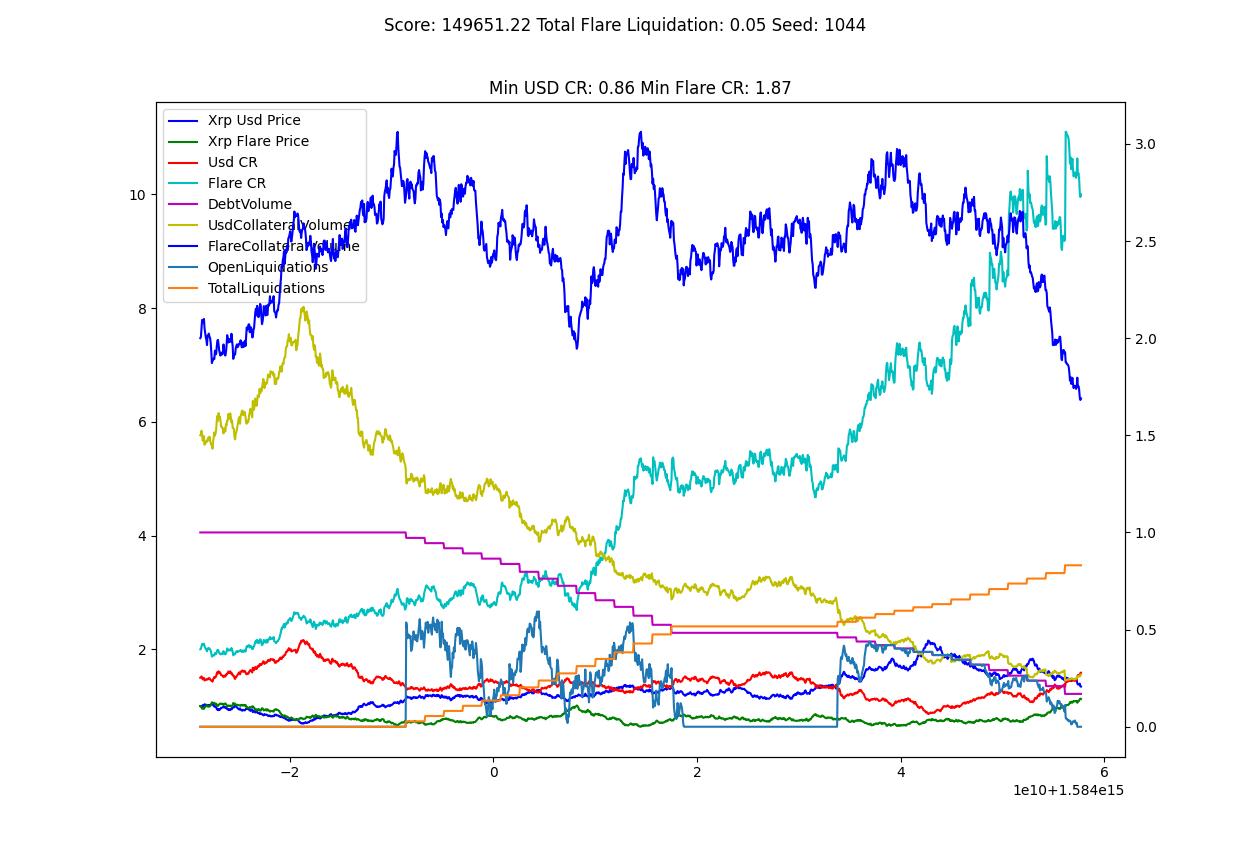 Score: 149651.22 Total Flare Liquidation: 0.05 Seed: 1044
Min USD CR: 0.86 Min Flare CR: 1.87
Xrp Usd Price
Xrp Flare Price
Usd CR
Flare CR
DebtVolume
UsdCollateralVolume
FlareCollateralVolume
OpenLiquidations
TotalLiquidations
10
8
6
4
2
3.0
2.5
2.0
1.5
1.0
0.5
0.0
−2 0 2 4 6
1e10+1.584e15